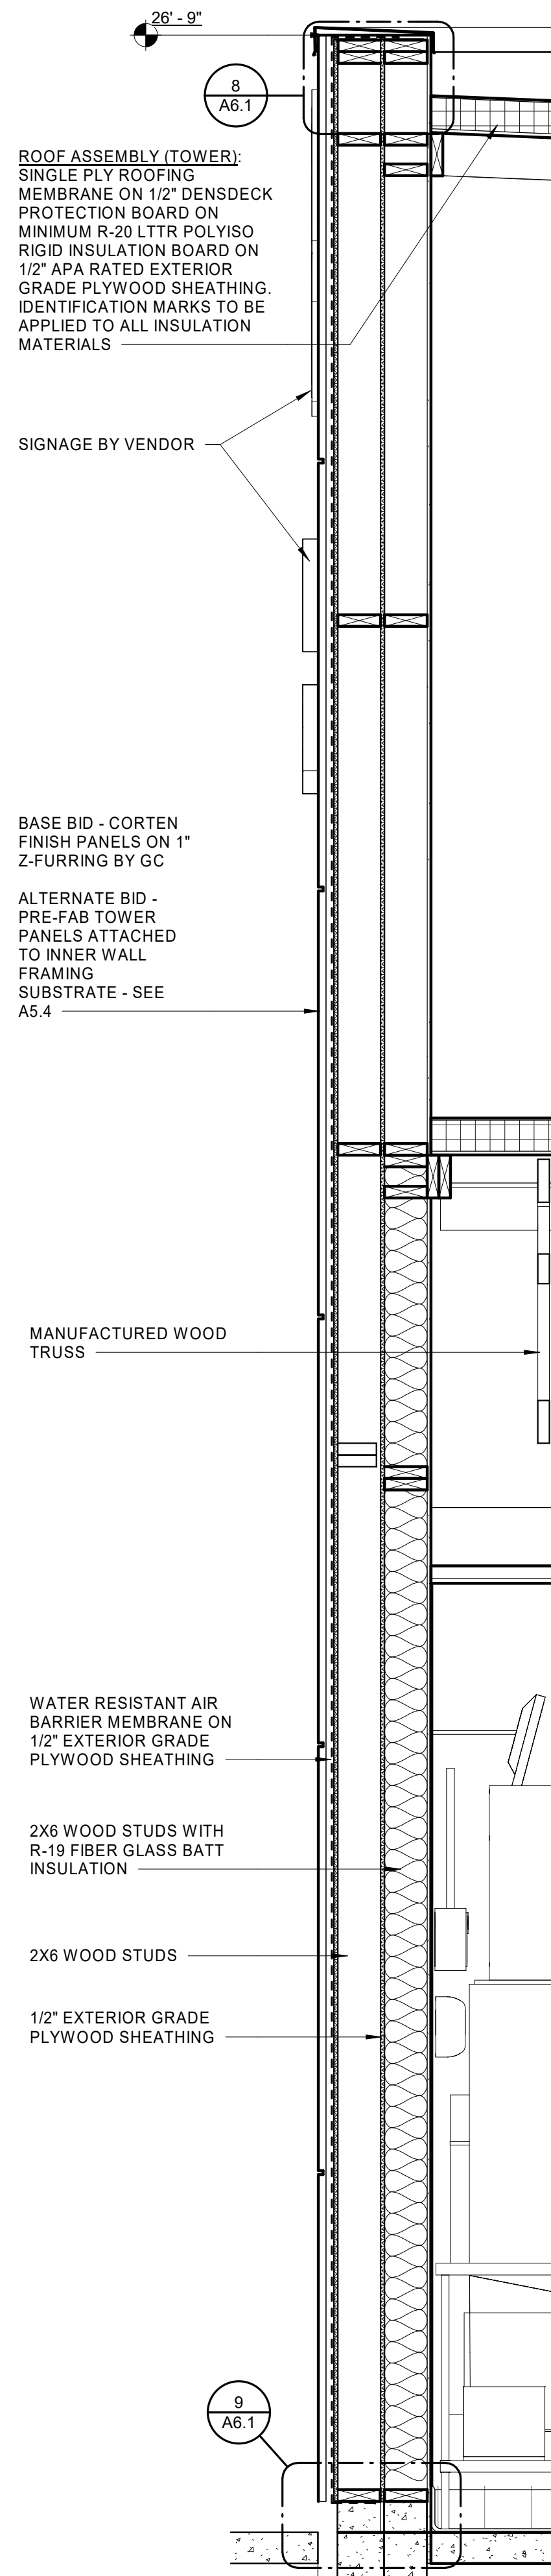 26' - 9"
8
A6.1
ROOF ASSEMBLY (TOWER):
SINGLE PLY ROOFING
MEMBRANE ON 1/2" DENSDECK
PROTECTION BOARD ON
MINIMUM R-20 LTTR POLYISO
RIGID INSULATION BOARD ON
1/2" APA RATED EXTERIOR
GRADE PLYWOOD SHEATHING.
IDENTIFICATION MARKS TO BE
APPLIED TO ALL INSULATION
MATERIALS
SIGNAGE BY VENDOR
BASE BID - CORTEN
FINISH PANELS ON 1"
Z-FURRING BY GC
ALTERNATE BID -
PRE-FAB TOWER
PANELS ATTACHED
TO INNER WALL
FRAMING
SUBSTRATE - SEE
A5.4
MANUFACTURED WOOD
TRUSS
WATER RESISTANT AIR
BARRIER MEMBRANE ON
1/2" EXTERIOR GRADE
PLYWOOD SHEATHING
2X6 WOOD STUDS WITH
R-19 FIBER GLASS BATT
INSULATION
2X6 WOOD STUDS
1/2" EXTERIOR GRADE
PLYWOOD SHEATHING
9
A6.1